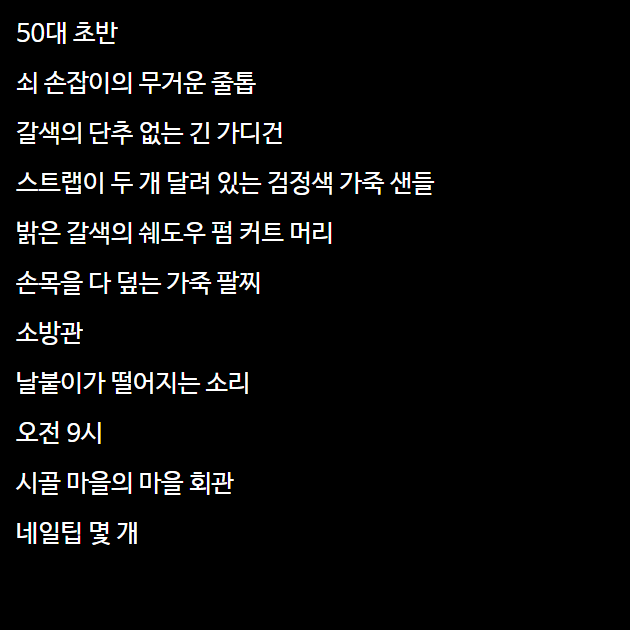 50대 초반
쇠 손잡이의 무거운 줄톱
갈색의 단추 없는 긴 가디건
스트랩이 두 개 달려 있는 검정색 가죽 샌들
밝은 갈색의 쉐도우 펌 커트 머리
손목을 다 덮는 가죽 팔찌
소방관
날붙이가 떨어지는 소리
오전 9시
시골 마을의 마을 회관
네일팁 몇 개